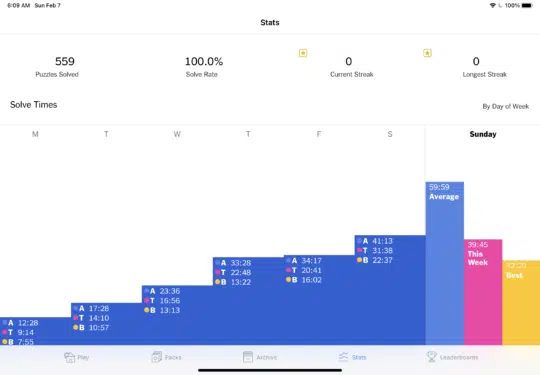 6:09 AM Sun Feb 7
100%
Stats
559
Puzzles Solved
100.0%
Solve Rate
0
Current Streak
0
Longest Streak
Solve Times
By Day of Week
M T W T F S Sunday
59:59
Average
39:45
This
Week
Best
A 41:13
T 31:38
B 22:37
A 33:28
T 22:48
B 13:22
A 34:17
T 20:41
B 16:02
A 23:36
T 16:56
B 13:13
A 17:28
T 14:10
B 10:57
A 12:28
T 9:14
B 7:55
Play
Packs
Archive
Stats
Leaderboards